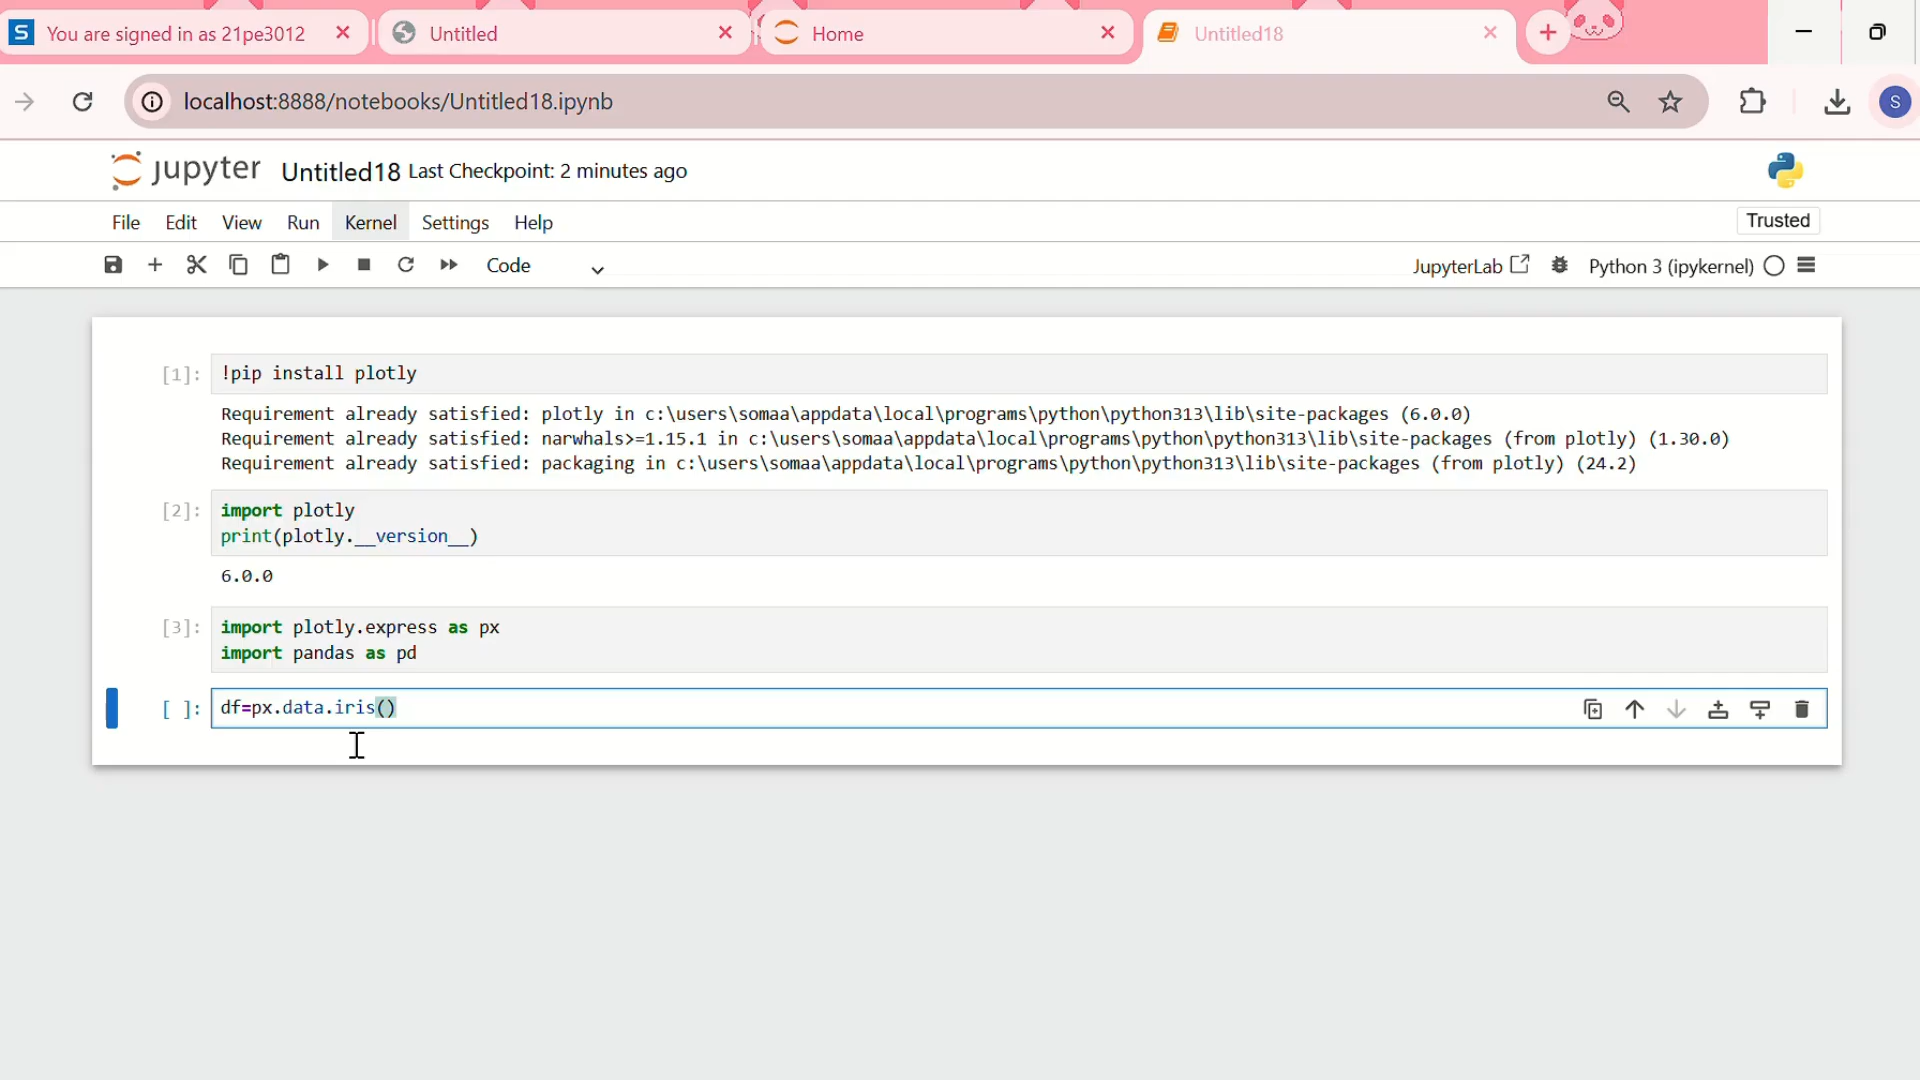 S You are signed in as 21pe3012
Untitled
Home
Untitled18
localhost:8888/notebooks/Untitled18.ipynb
S
jupyter Untitled18 Last Checkpoint: 2 minutes ago
File Edit View Run Kernel Settings Help
Trusted
Code
JupyterLab
Python 3 (ipykernel)
[1]: !pip install plotly
Requirement already satisfied: plotly in c:\users\somaa\appdata\local\programs\python\python313\lib\site-packages (6.0.0)
Requirement already satisfied: narwhals>=1.15.1 in c:\users\somaa\appdata\local\programs\python\python313\lib\site-packages (from plotly) (1.30.0)
Requirement already satisfied: packaging in c:\users\somaa\appdata\local\programs\python\python313\lib\site-packages (from plotly) (24.2)
[2]: import plotly
print(plotly.__version__)
6.0.0
[3]: import plotly.express as px
import pandas as pd
[ ]: df=px.data.iris()